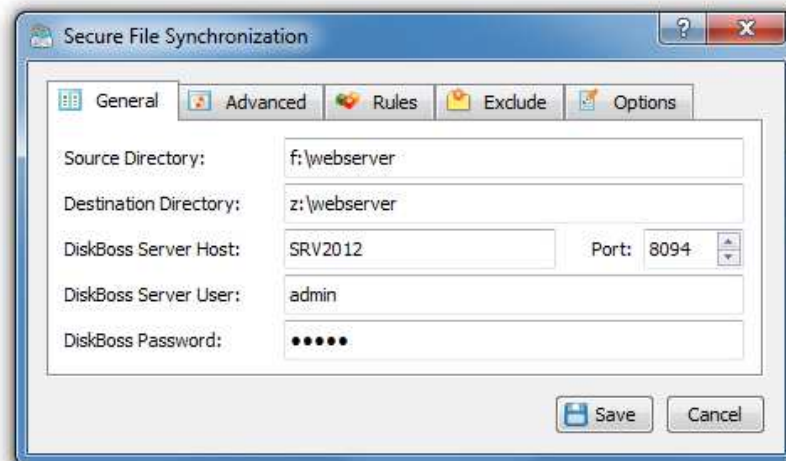 Secure File Synchronization
General Advanced Rules Exclude Options
Source Directory: f:\webserver
Destination Directory: z:\webserver
DiskBoss Server Host: SRV2012 Port: 8094
DiskBoss Server User: admin
DiskBoss Password: ●●●●●
Save Cancel